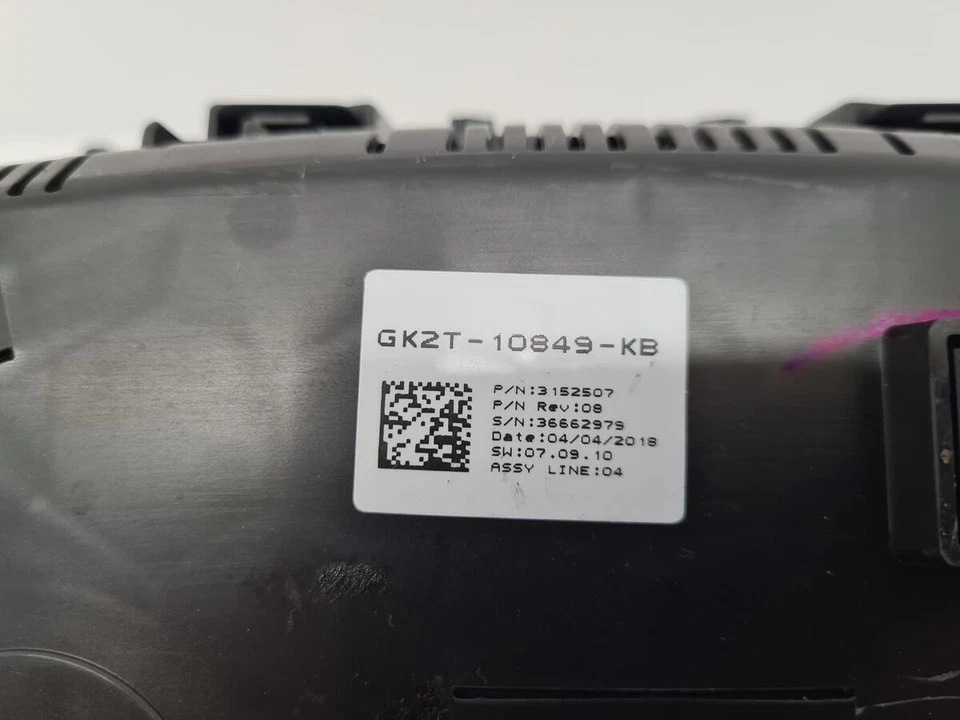 GK2T-10849-KB
P/N:3152507
P/N Rev:08
S/N:36662979
Date:04/04/2018
SW:07.09.10
ASSY LINE:04